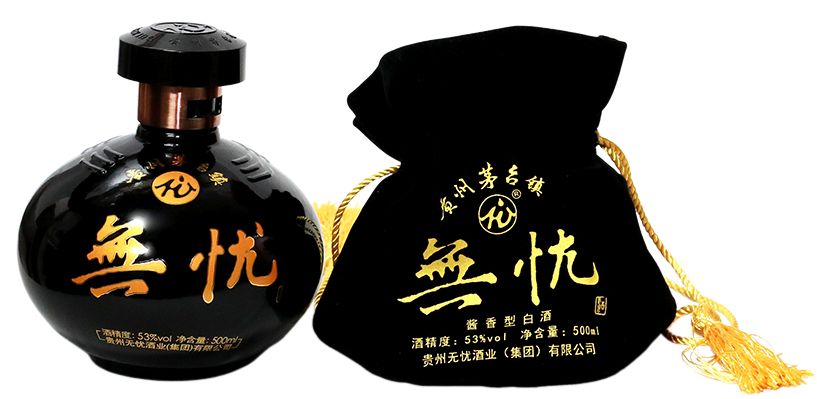 贵州茅台镇
無忧
酒精度: 53%vol 净含量: 500ml
贵州无忧酒业(集团)有限公司
貴州茅台鎮
®
無忧
酱香型白酒
酒精度: 53%vol 净含量: 500ml
贵州无忧酒业(集团)有限公司